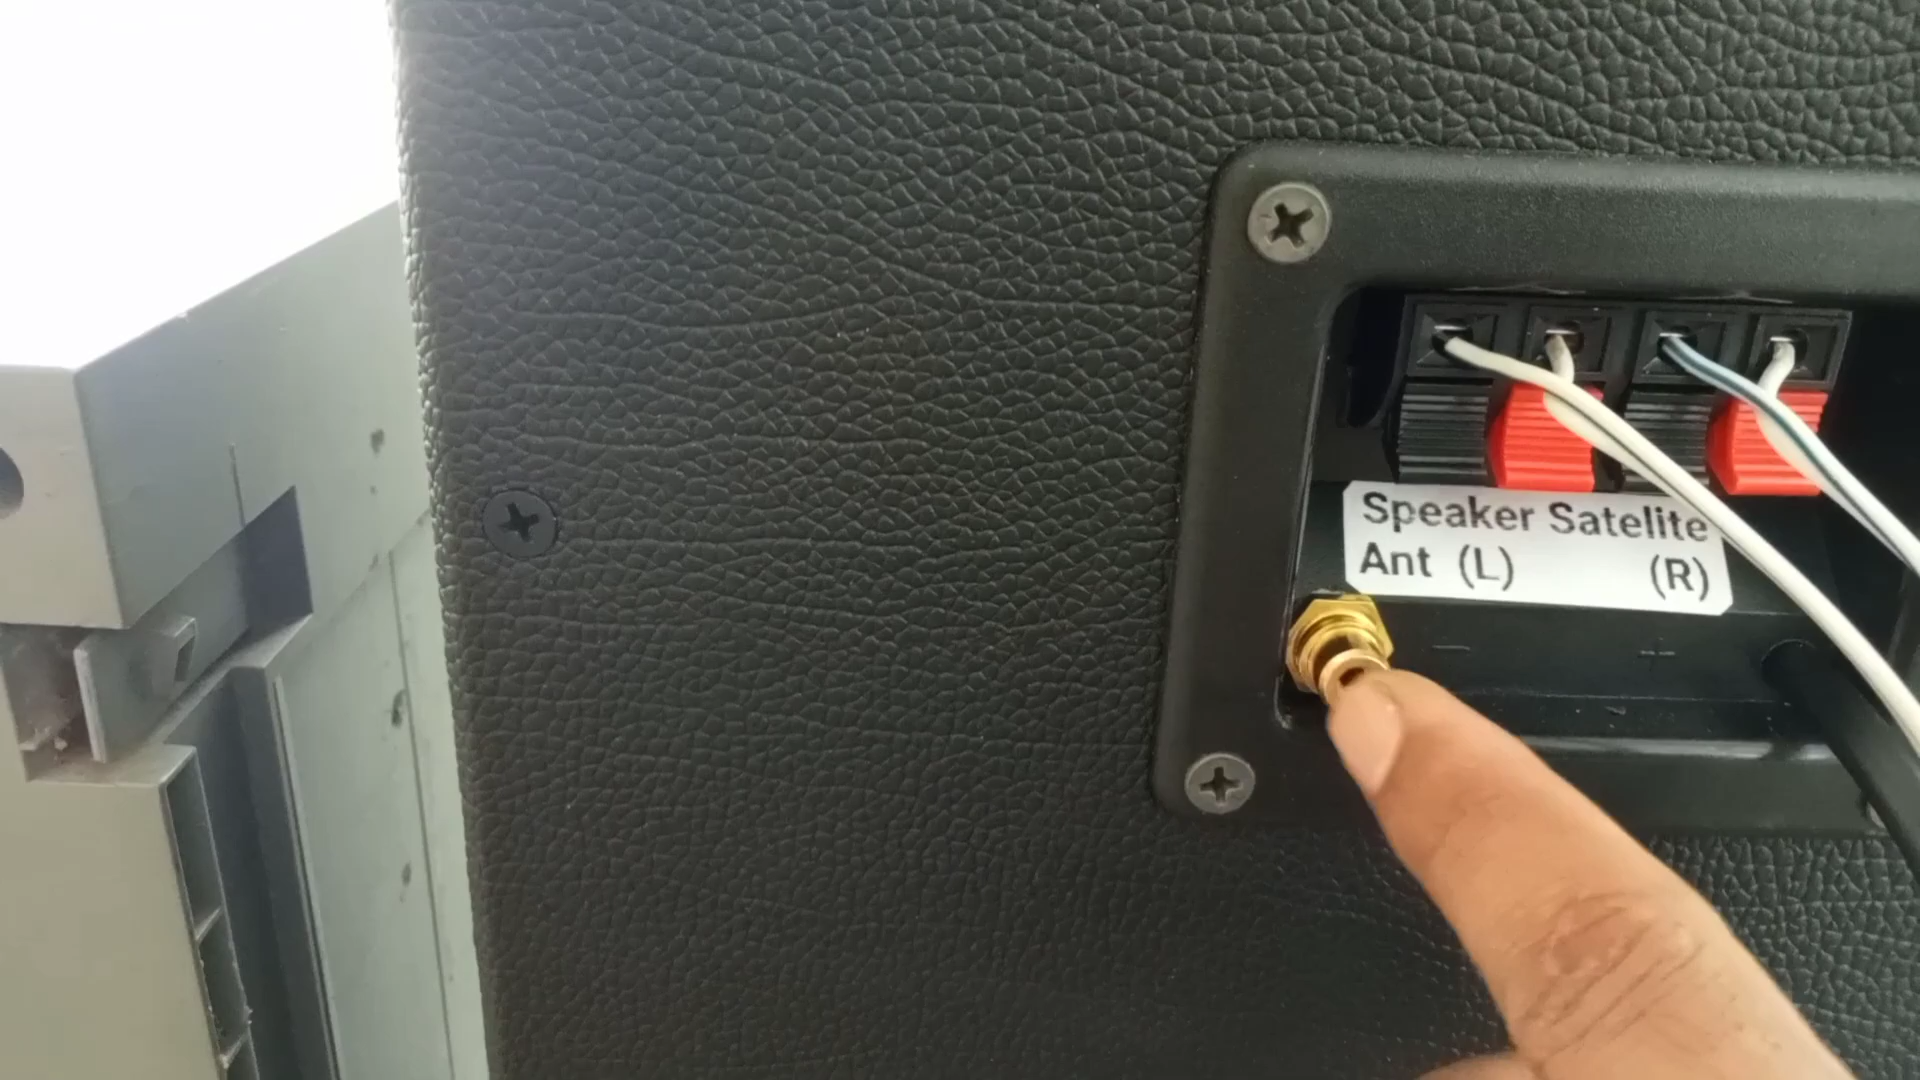 Speaker Satelite
Ant (L) (R)
- +